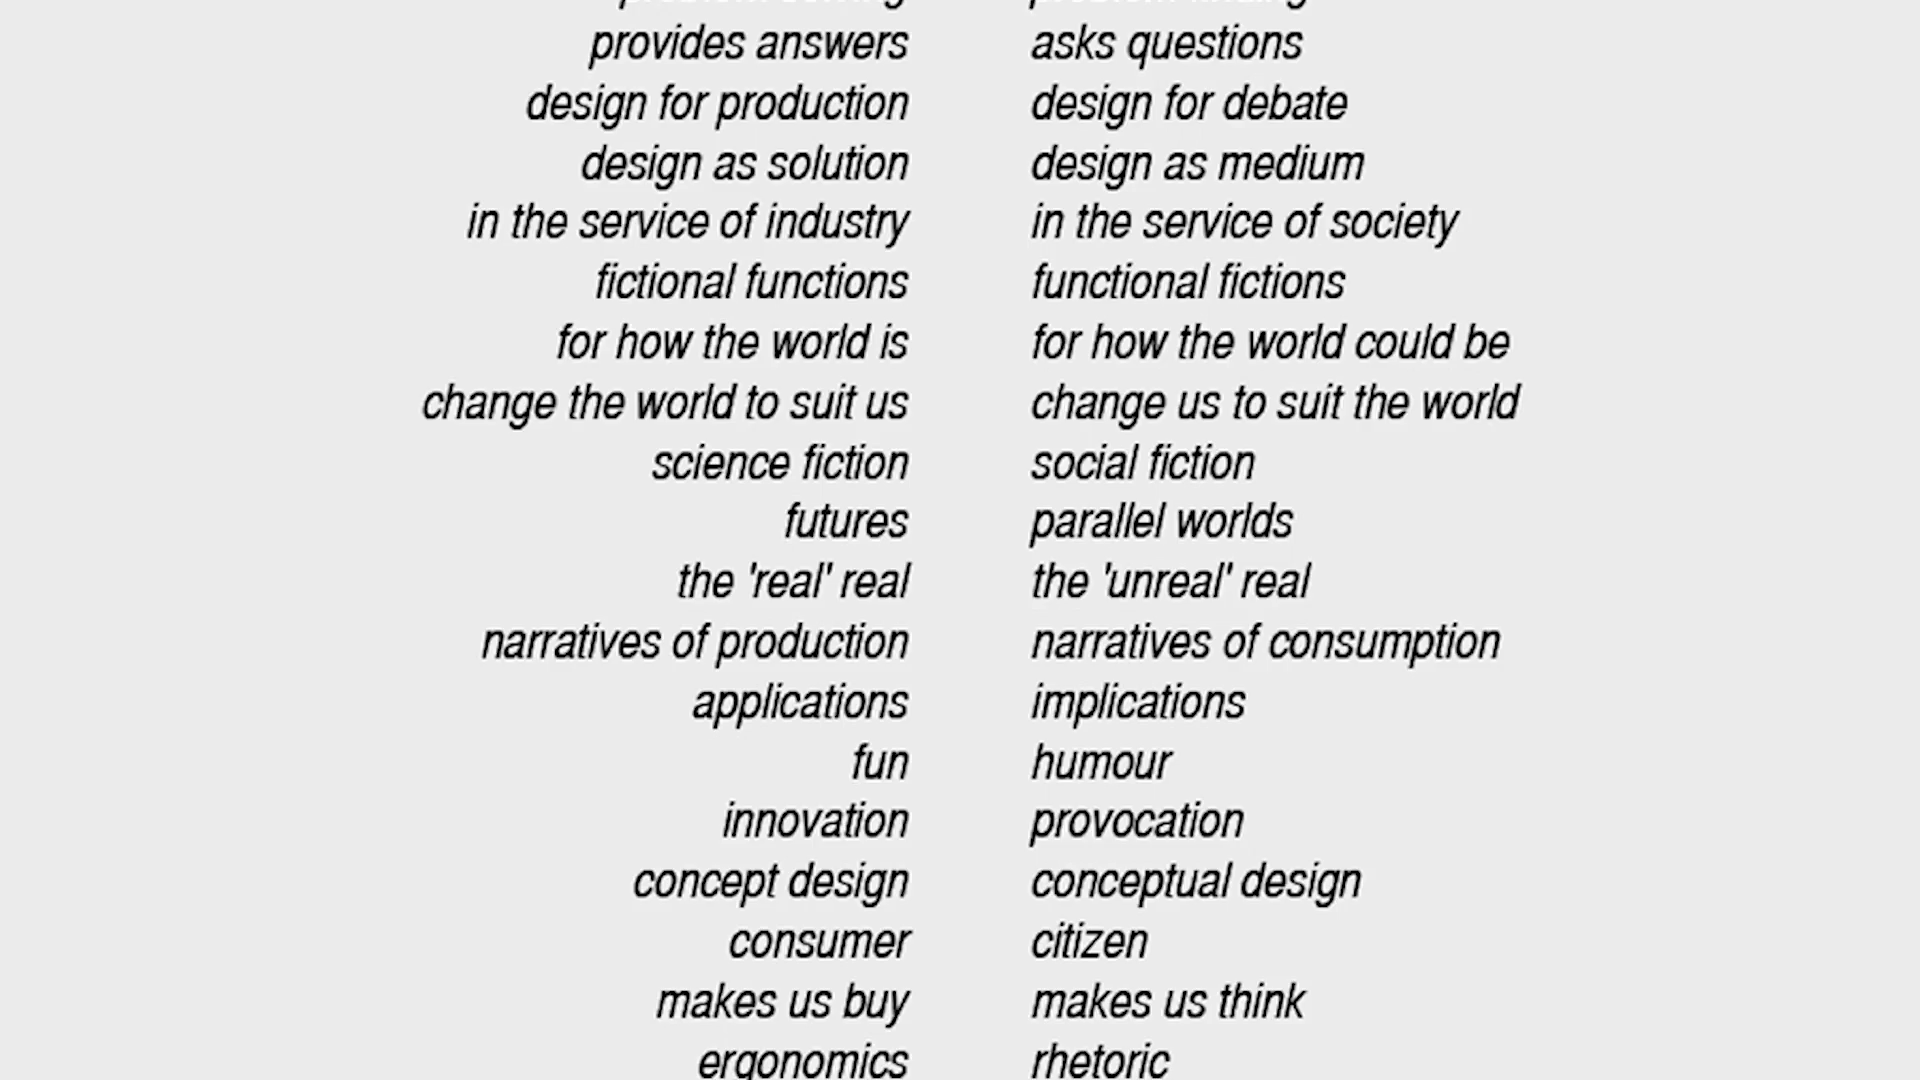 problem solving problem finding
provides answers asks questions
design for production design for debate
design as solution design as medium
in the service of industry in the service of society
fictional functions functional fictions
for how the world is for how the world could be
change the world to suit us change us to suit the world
science fiction social fiction
futures parallel worlds
the 'real' real the 'unreal' real
narratives of production narratives of consumption
applications implications
fun humour
innovation provocation
concept design conceptual design
consumer citizen
makes us buy makes us think
ergonomics rhetoric